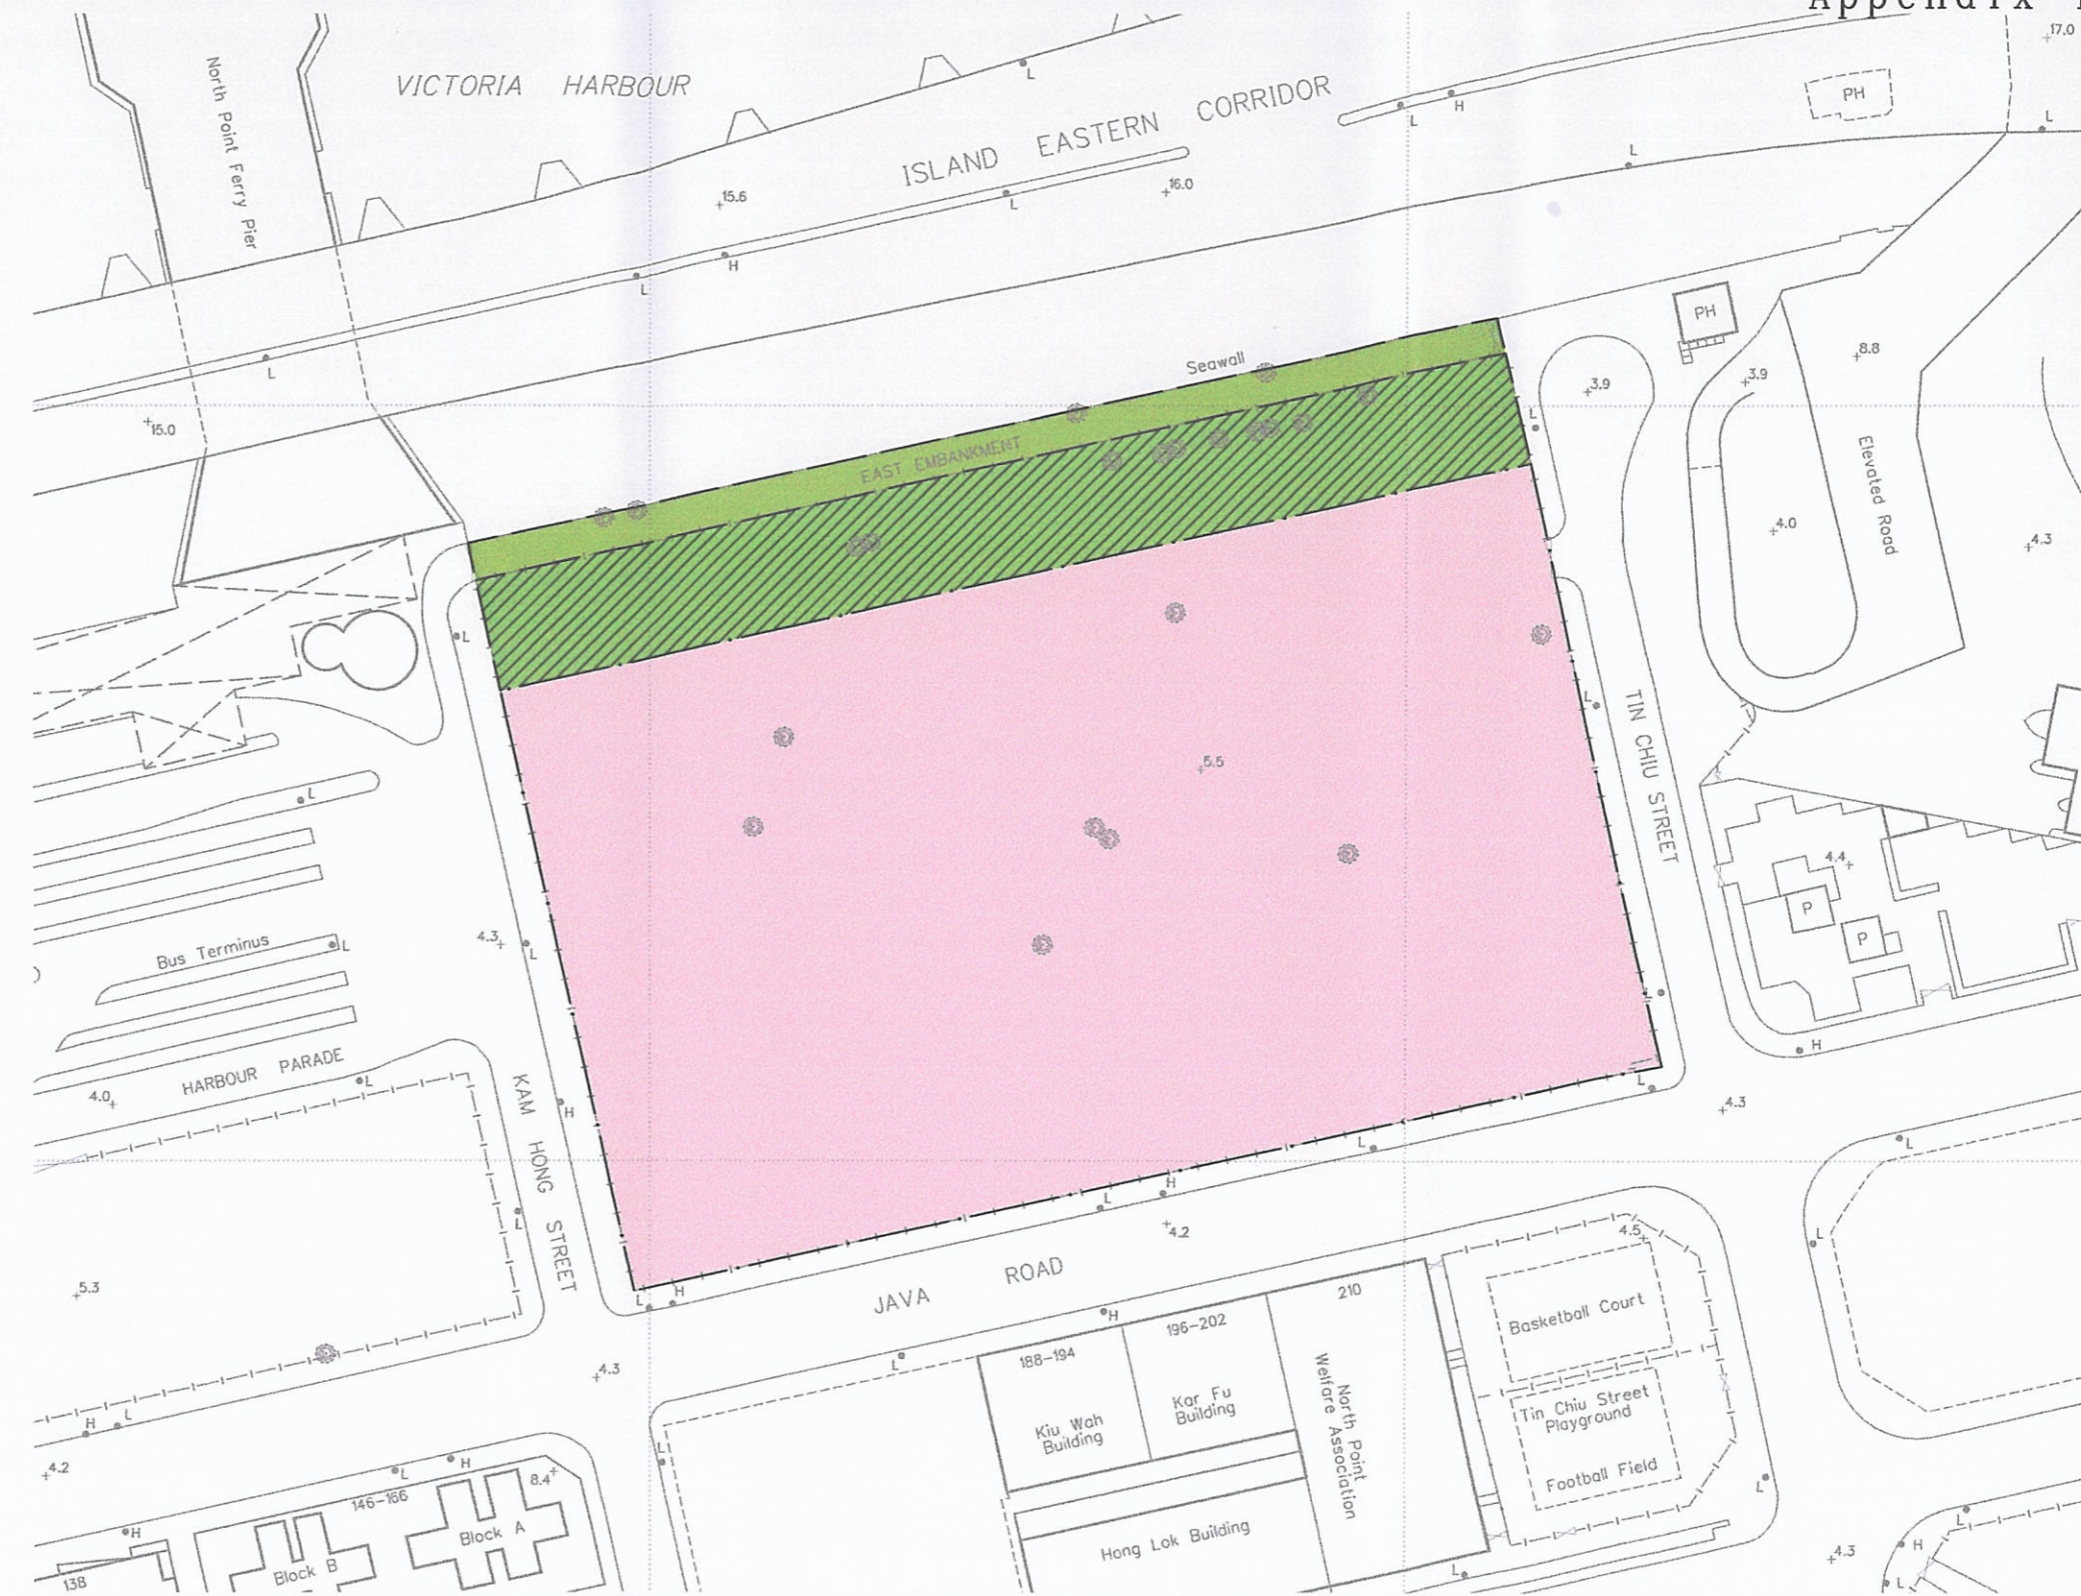 Appendix
17.0
VICTORIA HARBOUR
North Point Ferry Pier
ISLAND EASTERN CORRIDOR
L
L
H
PH
L
L
15.6
16.0
L
H
L
L
15.0
PH
Seawall
3.9
3.9
8.8
L
EAST EMBANKMENT
Elevated Road
4.0
4.3
L
L
TIN CHIU STREET
5.5
L
4.4
P
P
4.3
L
Bus Terminus
L
L
H
HARBOUR PARADE
L
4.0
KAM HONG STREET
H
L
4.3
L
L
L
H
L
4.2
4.5
L
5.3
L
H
JAVA ROAD
H
210
196-202
188-194
L
4.3
Basketball Court
Kar Fu
Building
Kiu Wah
Building
North Point
Welfare Association
Tin Chiu Street
Playground
Football Field
H
L
4.2
L
H
8.4
L
146-166
Block A
Block B
H
138
Hong Lok Building
L
L
L
H
4.3
L